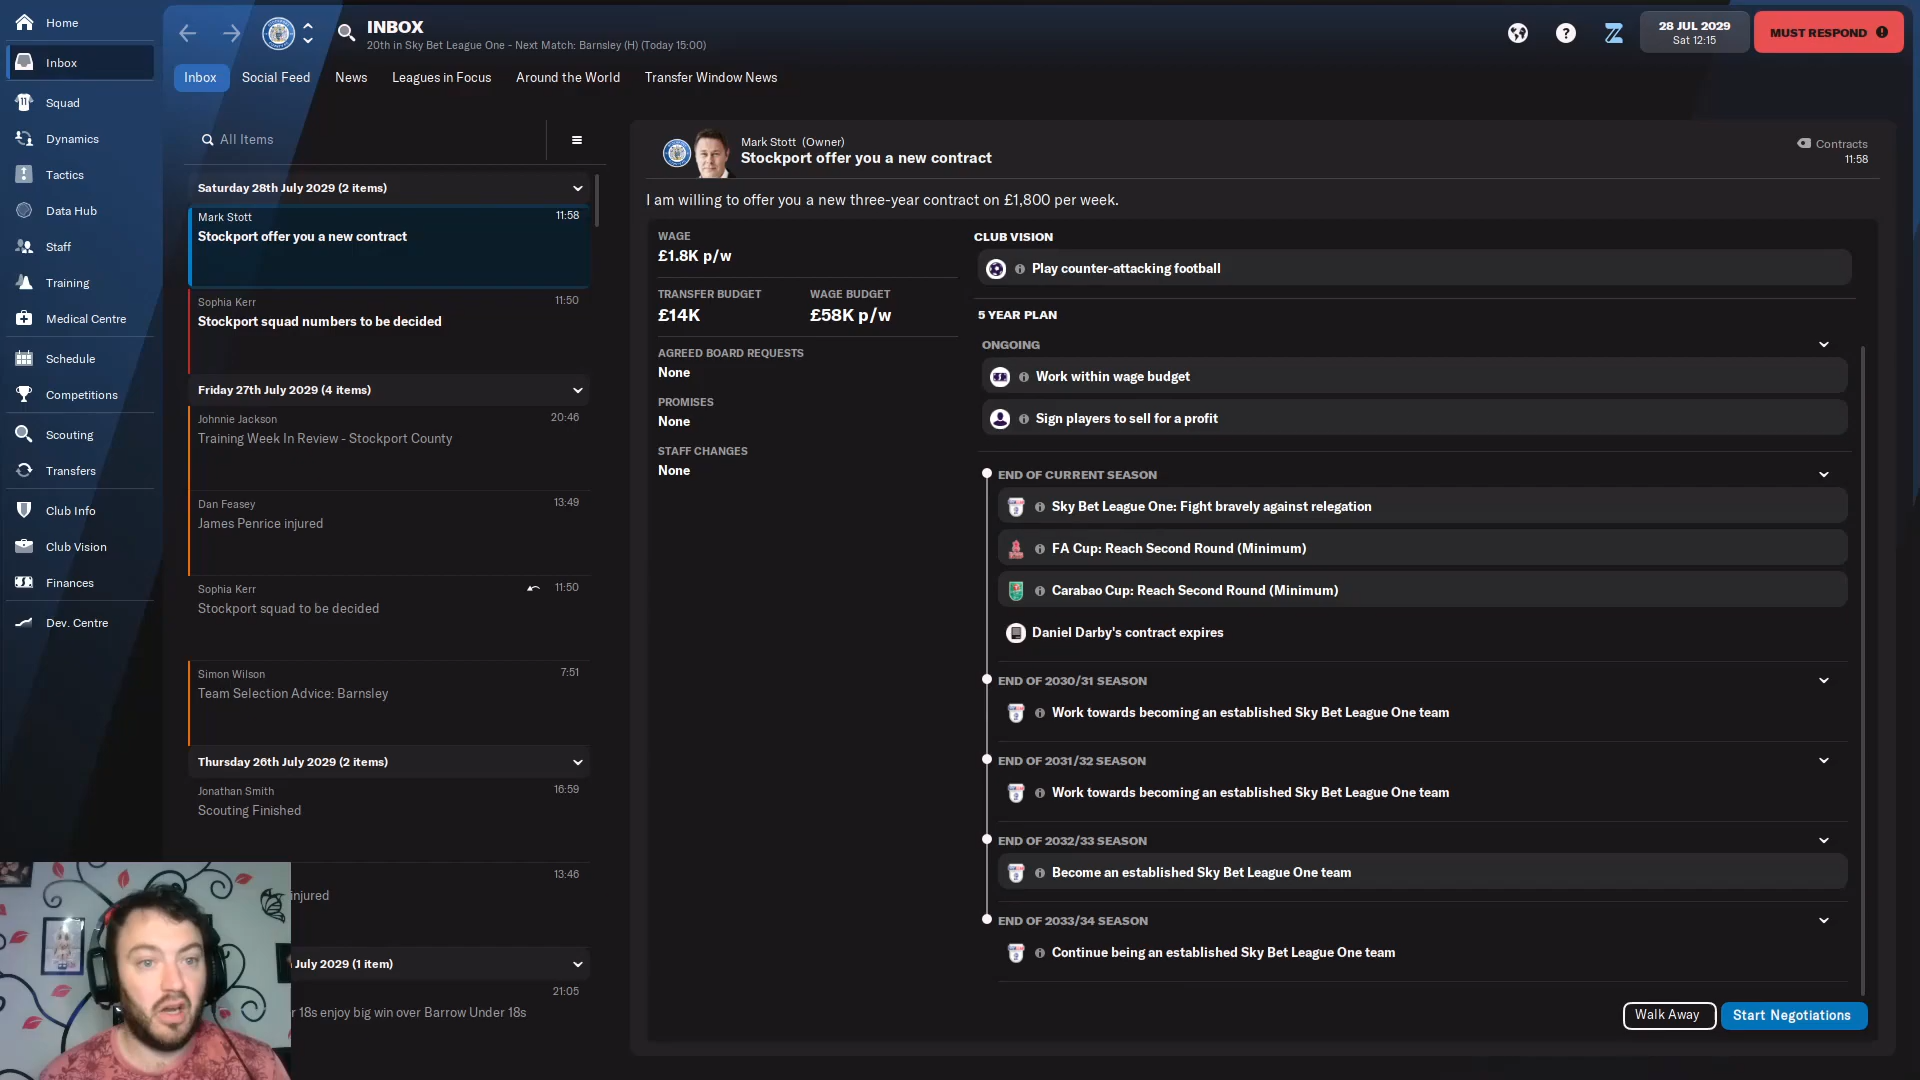 Home
Inbox
Squad
Dynamics
Tactics
Data Hub
Staff
Training
Medical Centre
Schedule
Competitions
Scouting
Transfers
Club Info
Club Vision
Finances
Dev. Centre
INBOX
20th in Sky Bet League One - Next Match: Barnsley (H) (Today 15:00)
28 JUL 2029
Sat 12:15
MUST RESPOND
Inbox Social Feed News Leagues in Focus Around the World Transfer Window News
All Items
Saturday 28th July 2029 (2 items)
Mark Stott 11:58
Stockport offer you a new contract
Sophia Kerr 11:50
Stockport squad numbers to be decided
Friday 27th July 2029 (4 items)
Johnnie Jackson 20:46
Training Week In Review - Stockport County
Dan Feasey 13:49
James Penrice injured
Sophia Kerr 11:50
Stockport squad to be decided
Simon Wilson 7:51
Team Selection Advice: Barnsley
Thursday 26th July 2029 (2 items)
Jonathan Smith 16:59
Scouting Finished
13:46
injured
July 2029 (1 item)
21:05
18s enjoy big win over Barrow Under 18s
Mark Stott (Owner)
Stockport offer you a new contract
Contracts
11:58
I am willing to offer you a new three-year contract on £1,800 per week.
WAGE
£1.8K p/w
TRANSFER BUDGET WAGE BUDGET
£14K £58K p/w
AGREED BOARD REQUESTS
None
PROMISES
None
STAFF CHANGES
None
CLUB VISION
Play counter-attacking football
5 YEAR PLAN
ONGOING
Work within wage budget
Sign players to sell for a profit
END OF CURRENT SEASON
Sky Bet League One: Fight bravely against relegation
FA Cup: Reach Second Round (Minimum)
Carabao Cup: Reach Second Round (Minimum)
Daniel Darby's contract expires
END OF 2030/31 SEASON
Work towards becoming an established Sky Bet League One team
END OF 2031/32 SEASON
Work towards becoming an established Sky Bet League One team
END OF 2032/33 SEASON
Become an established Sky Bet League One team
END OF 2033/34 SEASON
Continue being an established Sky Bet League One team
Walk Away Start Negotiations